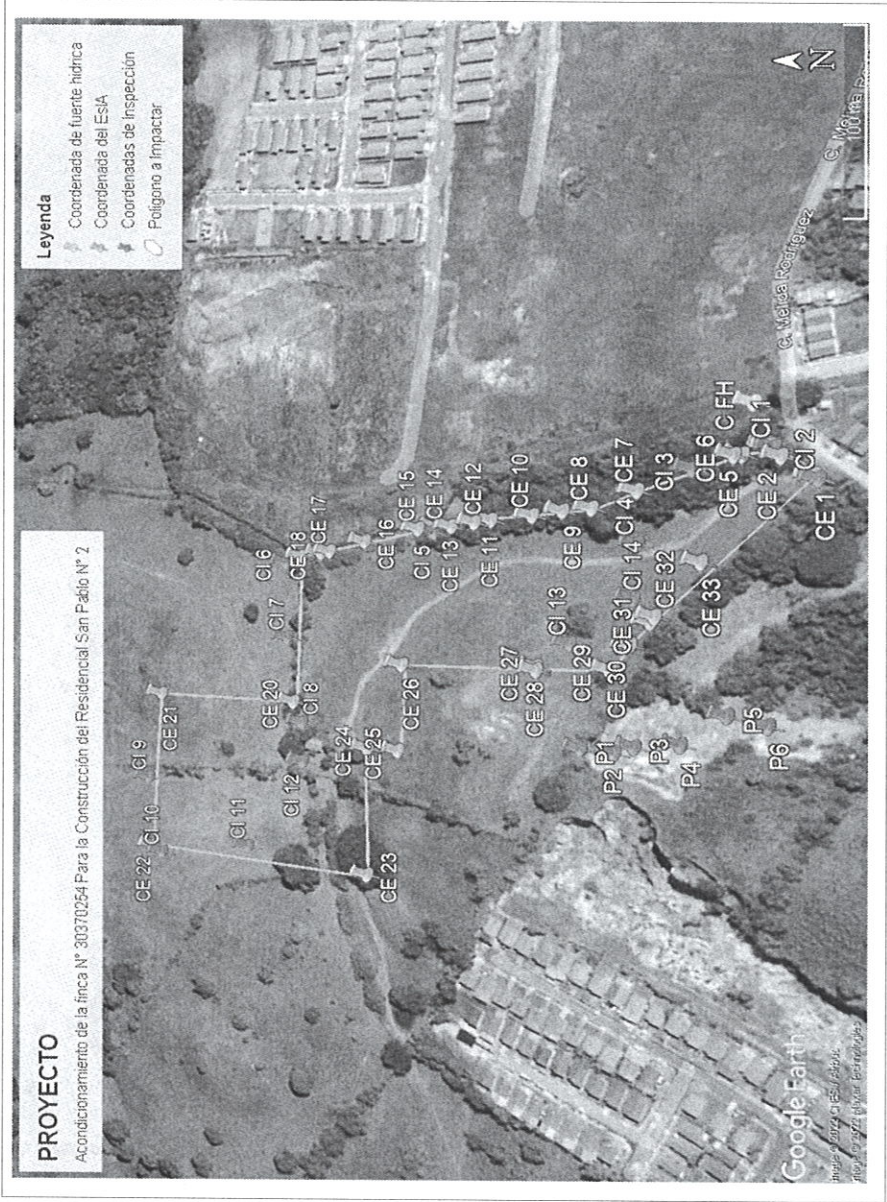 PROYECTO
Acondicionamiento de la finca N° 30370254 Para la Construcción del Residencial San Pablo N° 2
Leyenda
Coordenada de fuente hídrica
Coordenada del EsIA
Coordenadas de Inspección
Polígono a Impactar
CE 22
CI 10
CI 9
CE 21
CI 11
CI 12
CE 20
CI 8
CI 7
CI 6
CE 18
CE 17
CE 23
CE 24
CE 25
CE 26
CE 16
CE 15
CI 5
CE 14
CE 13
CE 12
CE 11
CE 10
CE 27
CE 28
CE 29
CE 30
CE 31
CI 13
CI 14
CE 9
CE 8
CI 4
CE 7
CI 3
CE 32
CE 33
CE 6
CE 5
C FH
CI 1
CE 2
CI 2
CE 1
P1
P2
P3
P4
P5
P6
C. Melida Rodríguez
C. Melida
100 m
N
Google Earth